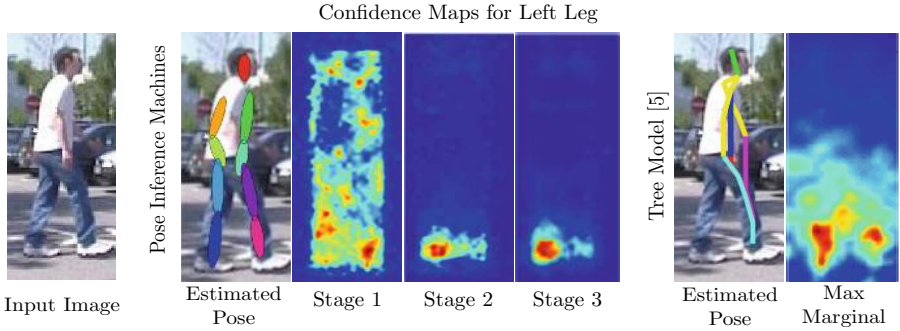 Confidence Maps for Left Leg
Input Image
Pose Inference Machines
Estimated
Pose
Stage 1
Stage 2
Stage 3
Tree Model [5]
Estimated
Pose
Max
Marginal